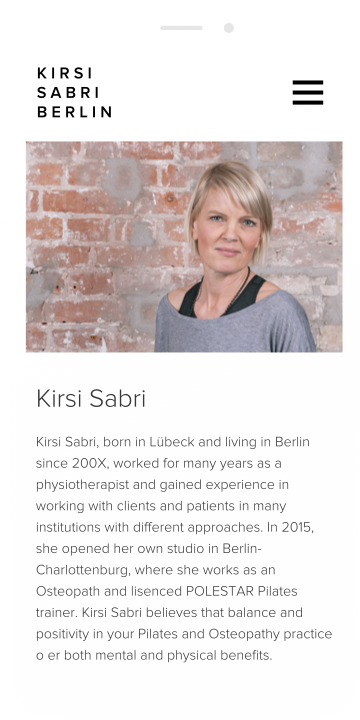 KIRSI
SABRI
BERLIN
Kirsi Sabri
Kirsi Sabri, born in Lübeck and living in Berlin
since 200X, worked for many years as a
physiotherapist and gained experience in
working with clients and patients in many
institutions with different approaches. In 2015,
she opened her own studio in Berlin-
Charlottenburg, where she works as an
Osteopath and lisenced POLESTAR Pilates
trainer. Kirsi Sabri believes that balance and
positivity in your Pilates and Osteopathy practice
o er both mental and physical benefits.